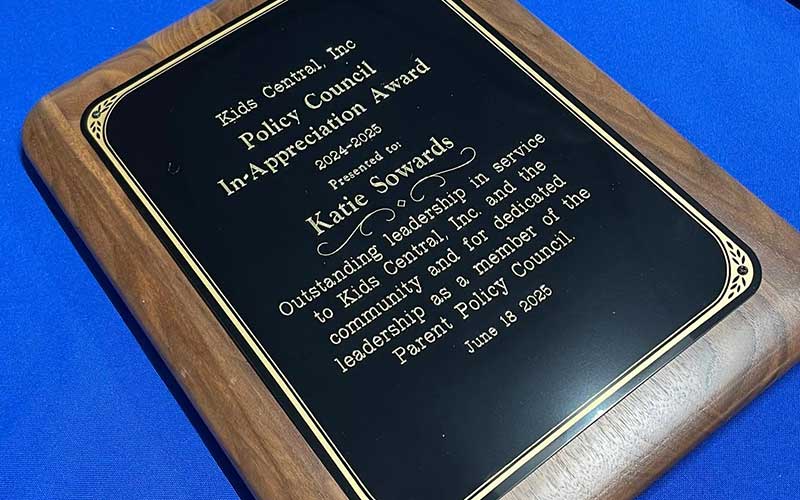 Kids Central, Inc
Policy Council
In-Appreciation Award
2024-2025
Presented to:
Katie Sowards
Outstanding leadership in service
to Kids Central, Inc. and the
community and for dedicated
leadership as a member of the
Parent Policy Council.
June 18 2025